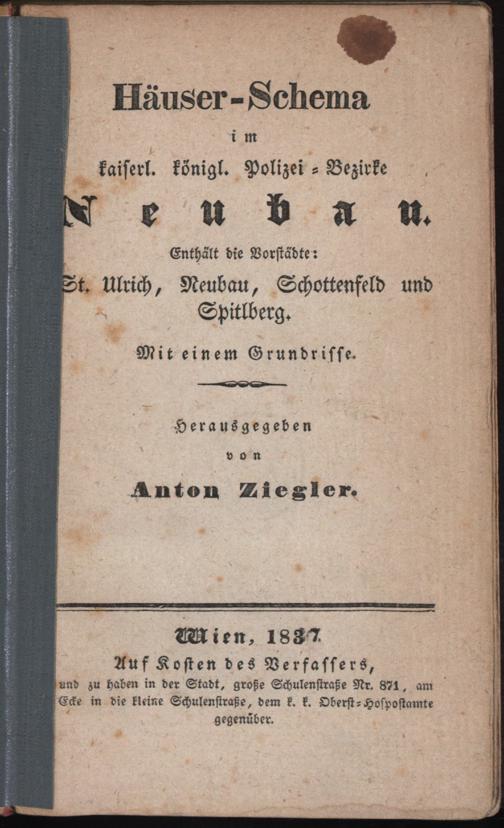 Häuser-Schema
im
kaiserl. königl. Polizei-Bezirke
Neubau.
Enthält die Vorstädte:
St. Ulrich, Neubau, Schottenfeld und
Spitlberg.
Mit einem Grundrisse.
Herausgegeben
von
Anton Ziegler.
Wien, 1837.
Auf Kosten des Verfassers,
und zu haben in der Stadt, große Schulenstraße Nr. 871, am
Ecke in die kleine Schulenstraße, dem k. k. Oberst-Hofpostamte
gegenüber.